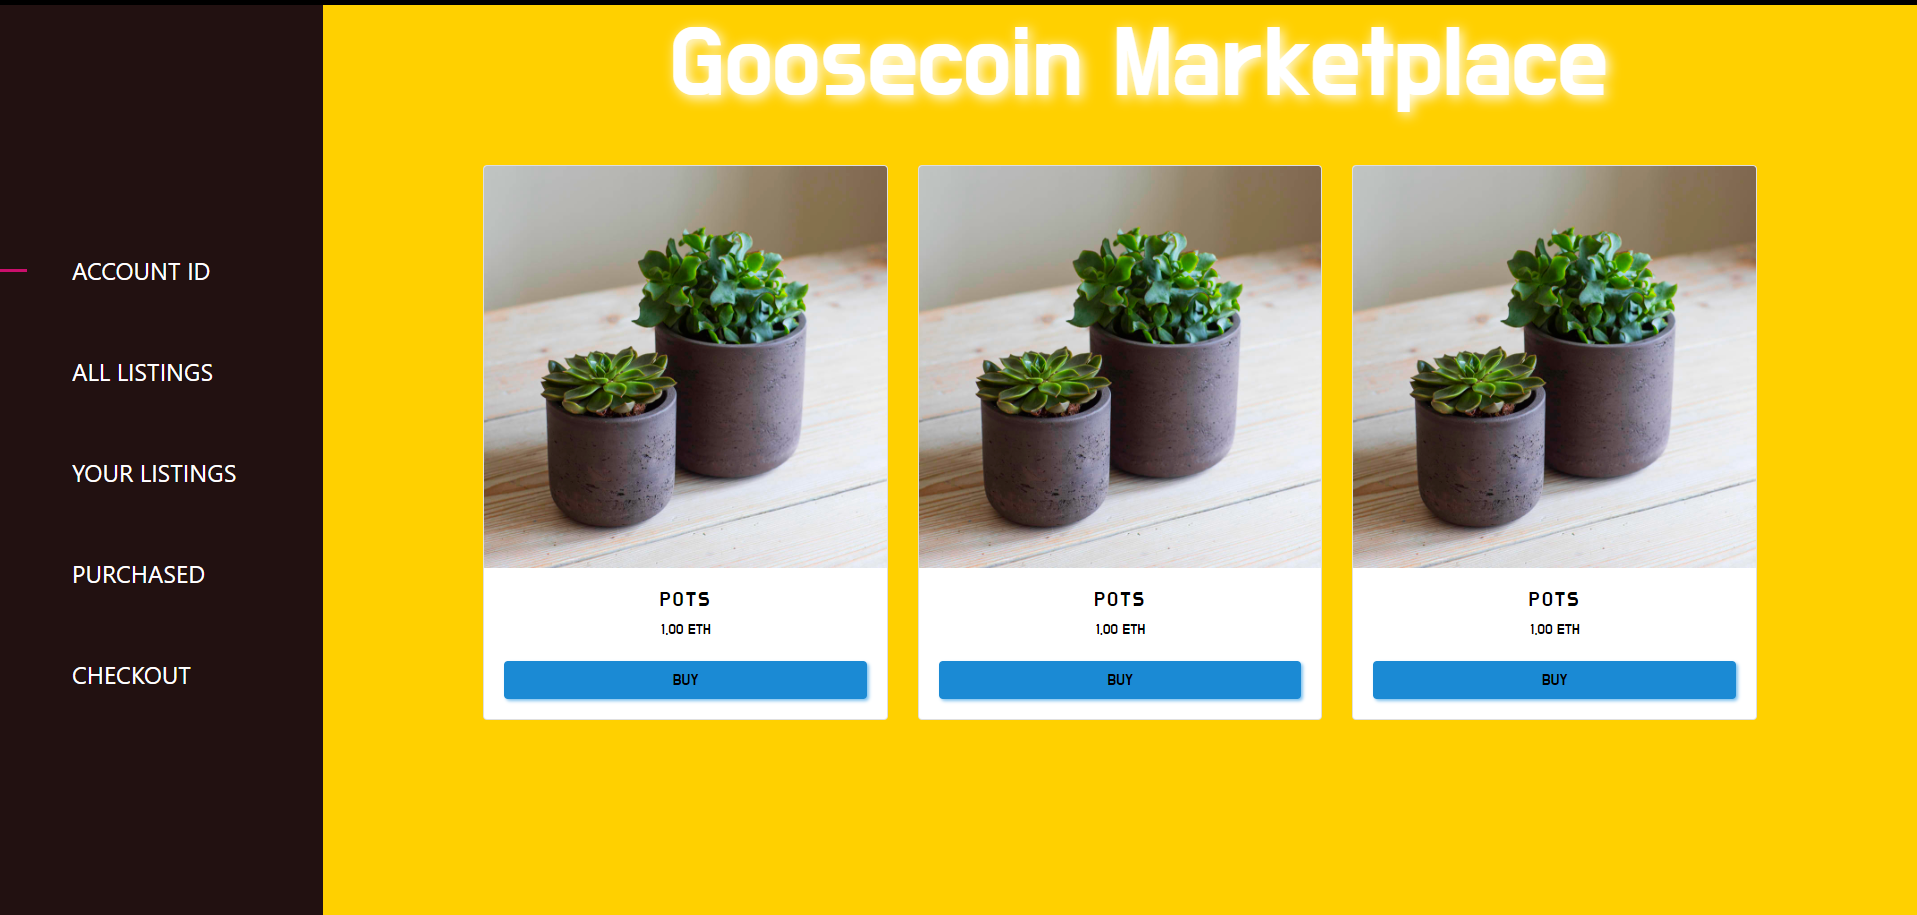 Goosecoin Marketplace
ACCOUNT ID
ALL LISTINGS
YOUR LISTINGS
PURCHASED
CHECKOUT
POTS
1.00 ETH
BUY
POTS
1.00 ETH
BUY
POTS
1.00 ETH
BUY